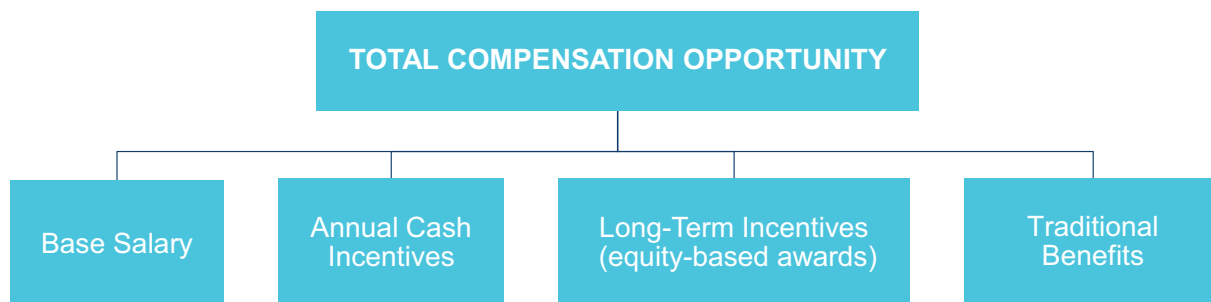 TOTAL COMPENSATION OPPORTUNITY
Base Salary
Annual Cash
Incentives
Long-Term Incentives
(equity-based awards)
Traditional
Benefits